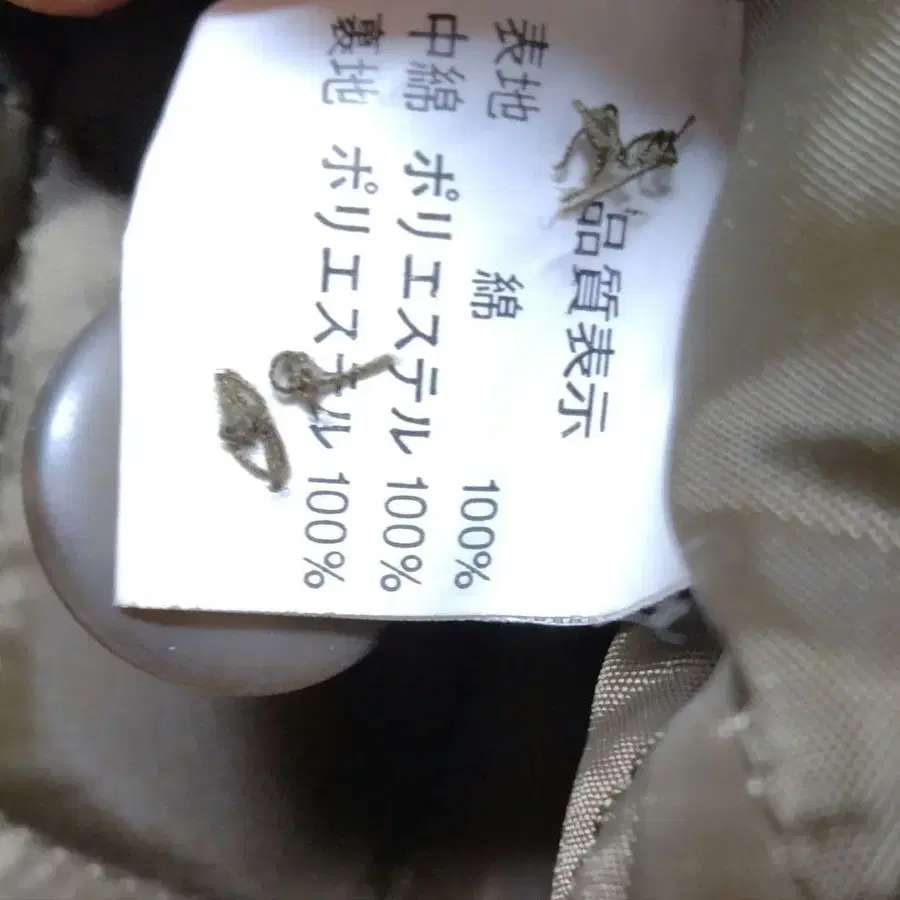 品質表示
表地 綿 100%
中綿 ポリエステル 100%
裏地 ポリエステル 100%